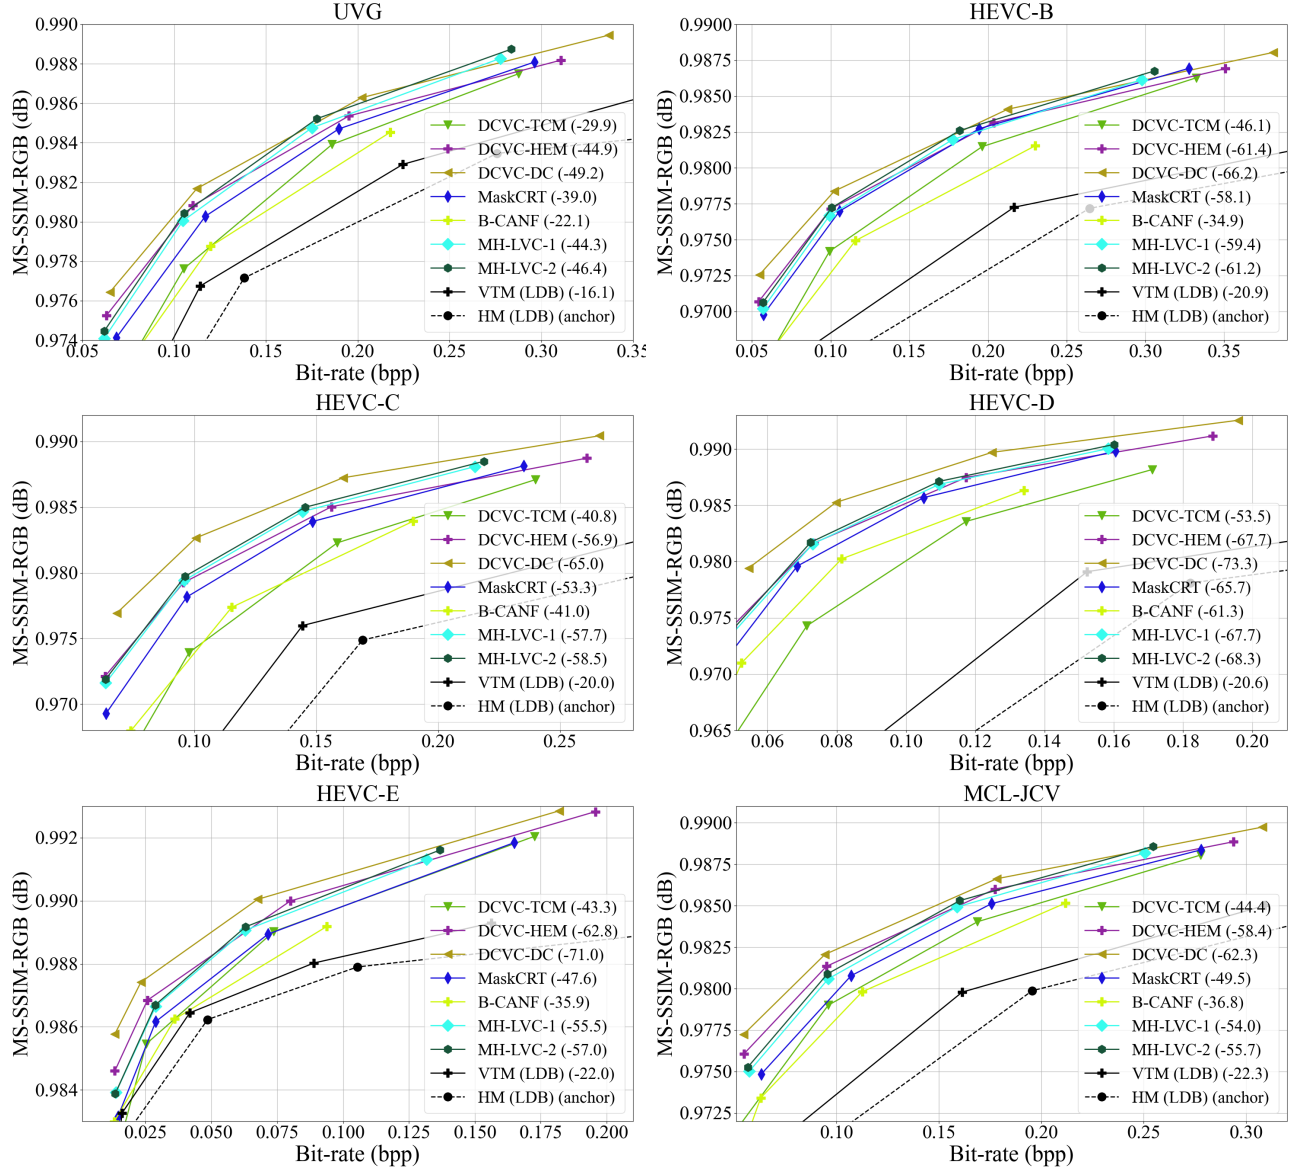 UVG
MS-SSIM-RGB (dB)
0.990
0.988
0.986
0.984
0.982
0.980
0.978
0.976
0.974
0.05 0.10 0.15 0.20 0.25 0.30 0.35
Bit-rate (bpp)
DCVC-TCM (-29.9)
DCVC-HEM (-44.9)
DCVC-DC (-49.2)
MaskCRT (-39.0)
B-CANF (-22.1)
MH-LVC-1 (-44.3)
MH-LVC-2 (-46.4)
VTM (LDB) (-16.1)
HM (LDB) (anchor)
HEVC-B
MS-SSIM-RGB (dB)
0.9900
0.9875
0.9850
0.9825
0.9800
0.9775
0.9750
0.9725
0.9700
0.05 0.10 0.15 0.20 0.25 0.30 0.35
Bit-rate (bpp)
DCVC-TCM (-46.1)
DCVC-HEM (-61.4)
DCVC-DC (-66.2)
MaskCRT (-58.1)
B-CANF (-34.9)
MH-LVC-1 (-59.4)
MH-LVC-2 (-61.2)
VTM (LDB) (-20.9)
HM (LDB) (anchor)
HEVC-C
MS-SSIM-RGB (dB)
0.990
0.985
0.980
0.975
0.970
0.10 0.15 0.20 0.25
Bit-rate (bpp)
DCVC-TCM (-40.8)
DCVC-HEM (-56.9)
DCVC-DC (-65.0)
MaskCRT (-53.3)
B-CANF (-41.0)
MH-LVC-1 (-57.7)
MH-LVC-2 (-58.5)
VTM (LDB) (-20.0)
HM (LDB) (anchor)
HEVC-D
MS-SSIM-RGB (dB)
0.990
0.985
0.980
0.975
0.970
0.965
0.06 0.08 0.10 0.12 0.14 0.16 0.18 0.20
Bit-rate (bpp)
DCVC-TCM (-53.5)
DCVC-HEM (-67.7)
DCVC-DC (-73.3)
MaskCRT (-65.7)
B-CANF (-61.3)
MH-LVC-1 (-67.7)
MH-LVC-2 (-68.3)
VTM (LDB) (-20.6)
HM (LDB) (anchor)
HEVC-E
MS-SSIM-RGB (dB)
0.992
0.990
0.988
0.986
0.984
0.025 0.050 0.075 0.100 0.125 0.150 0.175 0.200
Bit-rate (bpp)
DCVC-TCM (-43.3)
DCVC-HEM (-62.8)
DCVC-DC (-71.0)
MaskCRT (-47.6)
B-CANF (-35.9)
MH-LVC-1 (-55.5)
MH-LVC-2 (-57.0)
VTM (LDB) (-22.0)
HM (LDB) (anchor)
MCL-JCV
MS-SSIM-RGB (dB)
0.9900
0.9875
0.9850
0.9825
0.9800
0.9775
0.9750
0.9725
0.10 0.15 0.20 0.25 0.30
Bit-rate (bpp)
DCVC-TCM (-44.4)
DCVC-HEM (-58.4)
DCVC-DC (-62.3)
MaskCRT (-49.5)
B-CANF (-36.8)
MH-LVC-1 (-54.0)
MH-LVC-2 (-55.7)
VTM (LDB) (-22.3)
HM (LDB) (anchor)